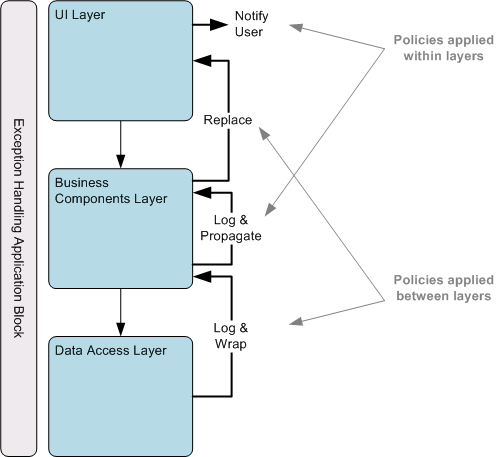 UI Layer
Notify
User
Policies applied
within layers
Replace
Exception Handling Application Block
Business
Components Layer
Log &
Propagate
Policies applied
between layers
Log &
Wrap
Data Access Layer